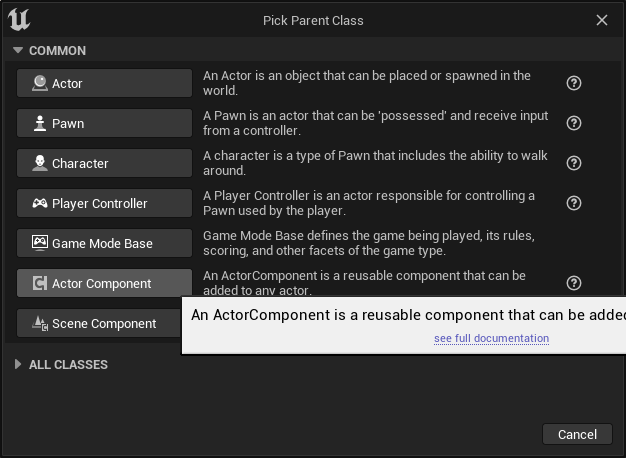 Pick Parent Class
COMMON
Actor
An Actor is an object that can be placed or spawned in the
world.
Pawn
A Pawn is an actor that can be 'possessed' and receive input
from a controller.
Character
A character is a type of Pawn that includes the ability to walk
around.
Player Controller
A Player Controller is an actor responsible for controlling a
Pawn used by the player.
Game Mode Base
Game Mode Base defines the game being played, its rules,
scoring, and other facets of the game type.
Actor Component
An ActorComponent is a reusable component that can be
added to any actor.
An ActorComponent is a reusable component that can be added
see full documentation
Scene Component
ALL CLASSES
Cancel